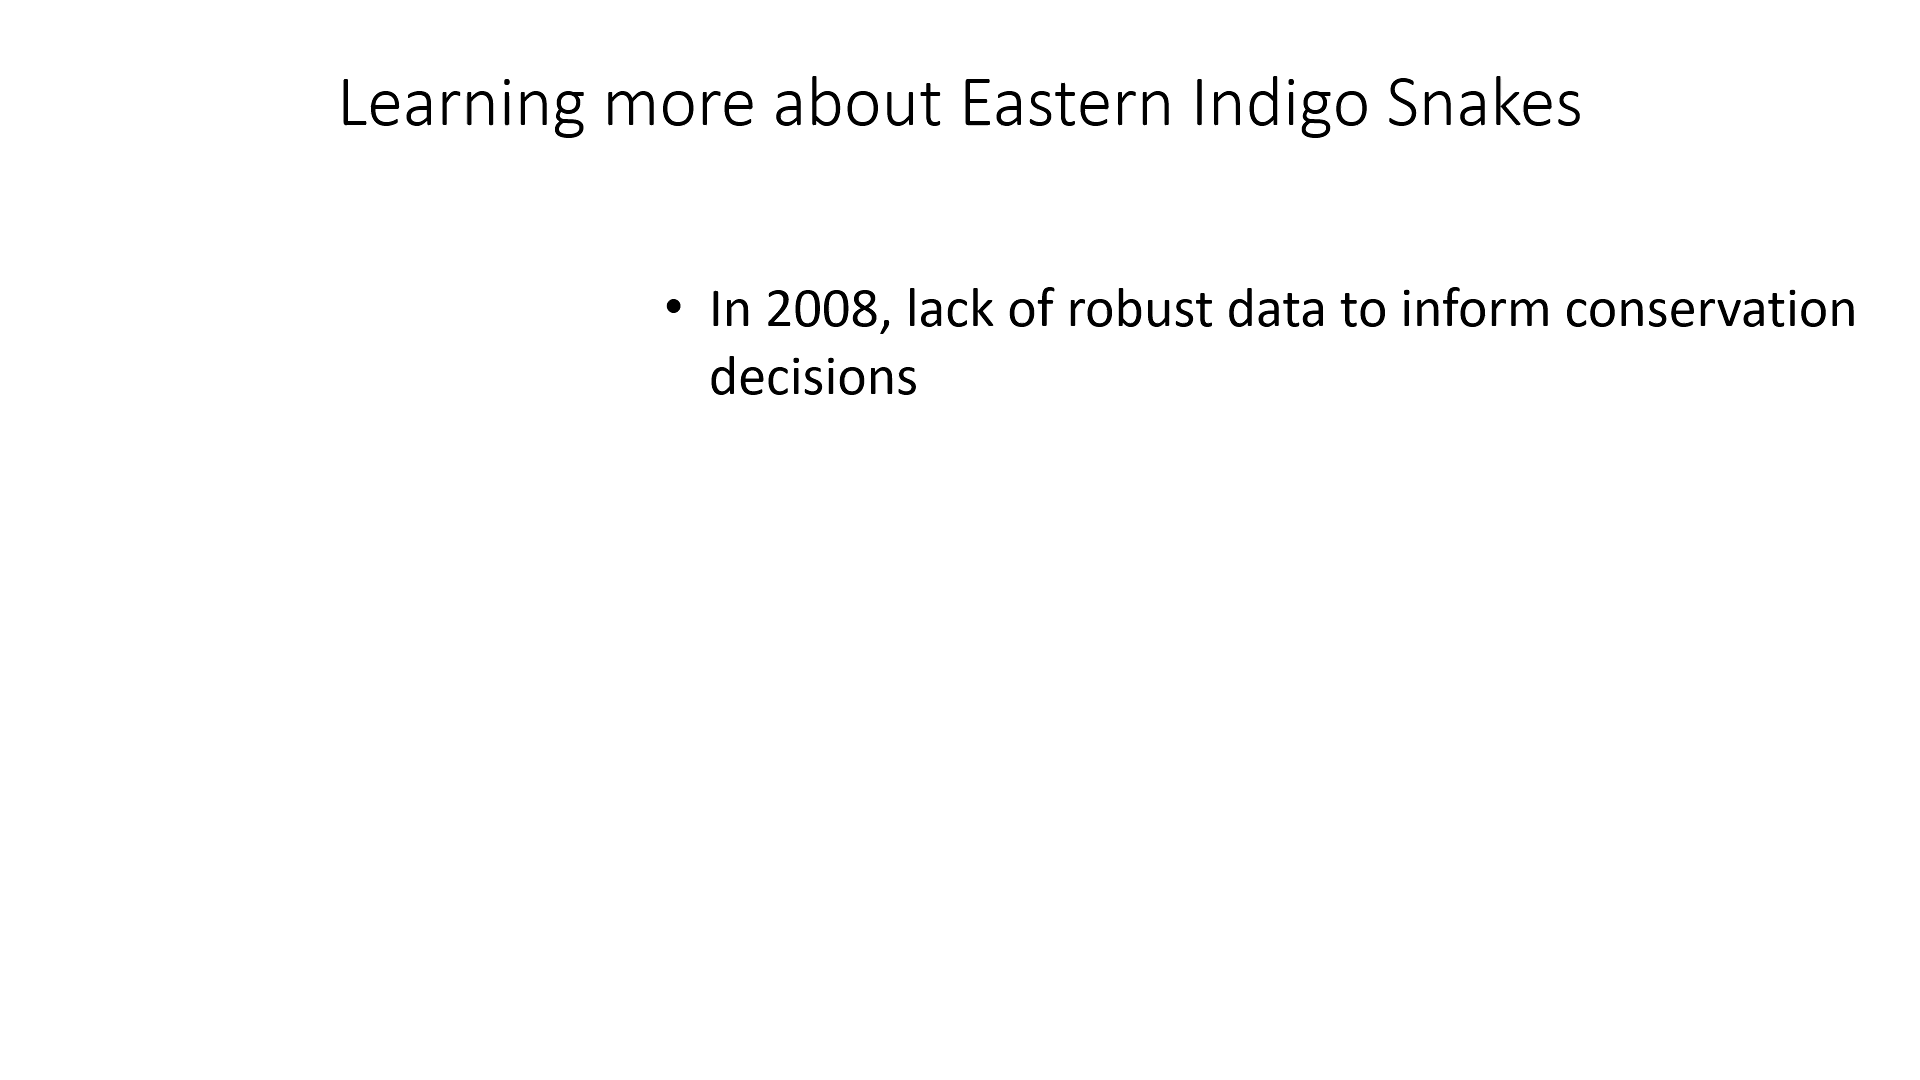 Learning more about Eastern Indigo Snakes
• In 2008, lack of robust data to inform conservation
decisions